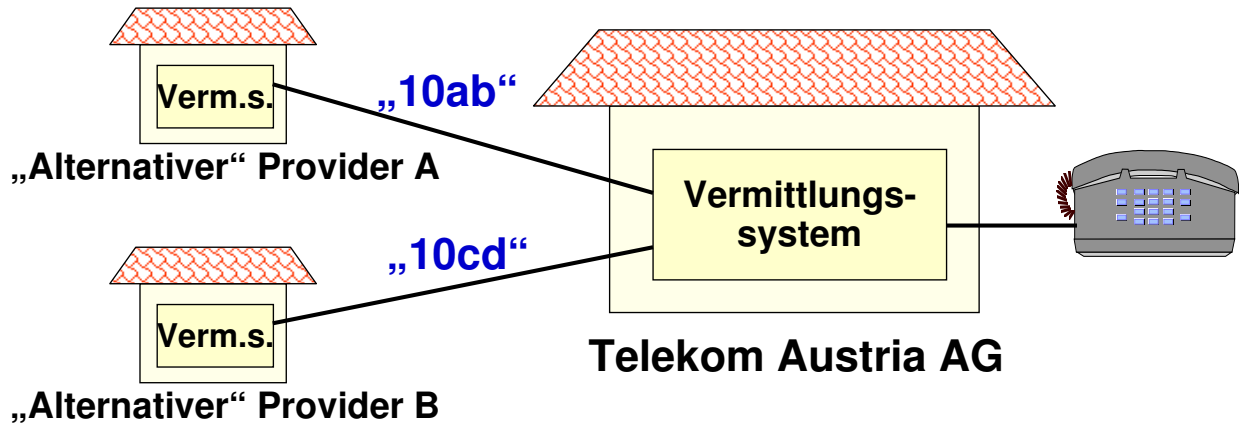 Verm.s.
„10ab“
„Alternativer“ Provider A
Vermittlungs-
system
„10cd“
Verm.s.
Telekom Austria AG
„Alternativer“ Provider B